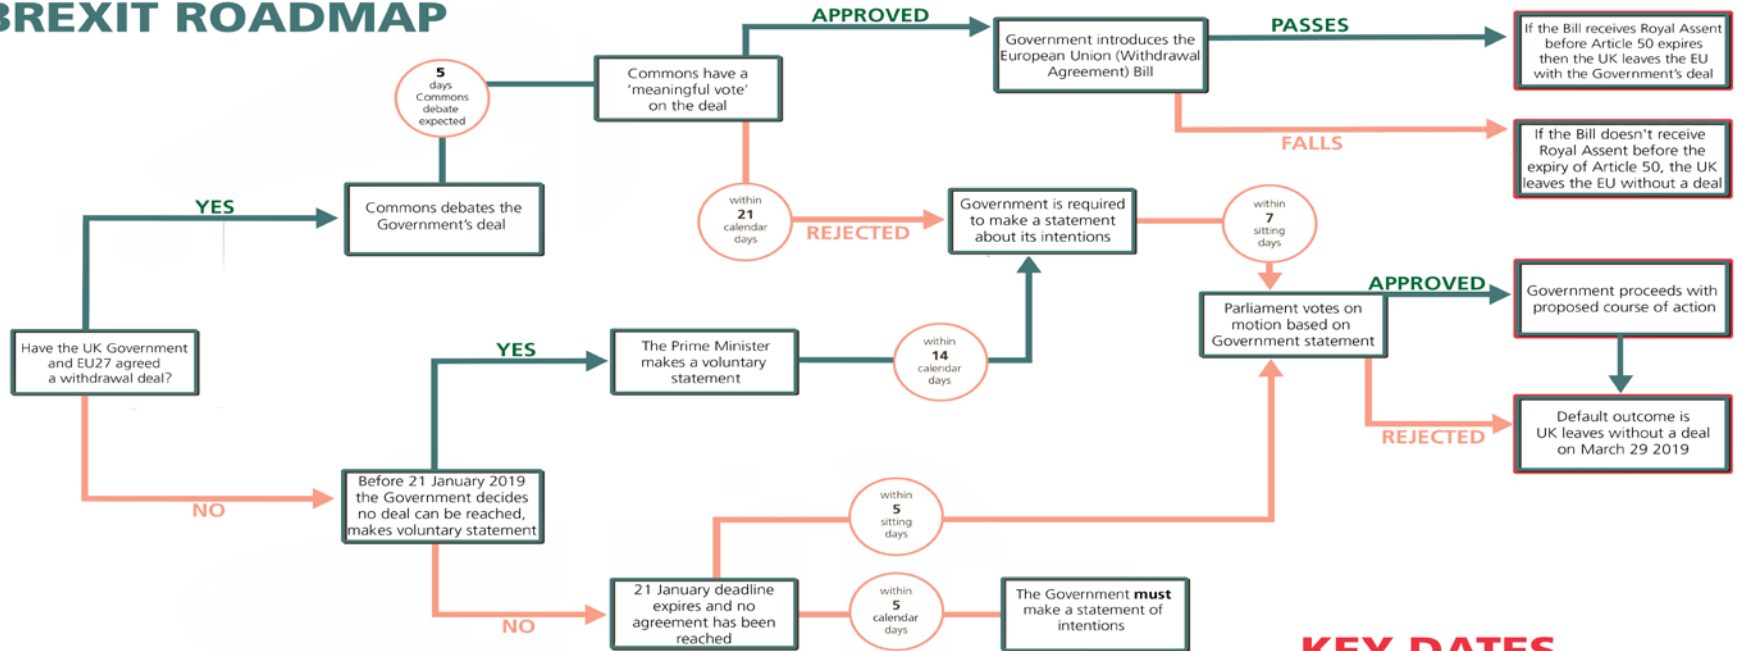 BREXIT ROADMAP
APPROVED
PASSES
If the Bill receives Royal Assent
before Article 50 expires
then the UK leaves the EU
with the Government's deal
Government introduces the
European Union (Withdrawal
Agreement) Bill
Commons have a
'meaningful vote'
on the deal
5
days
Commons
debate
expected
FALLS
If the Bill doesn't receive
Royal Assent before the
expiry of Article 50, the UK
leaves the EU without a deal
YES
Commons debates the
Government's deal
within
21
calendar
days
REJECTED
Government is required
to make a statement
about its intentions
within
7
sitting
days
APPROVED
Government proceeds with
proposed course of action
Parliament votes on
motion based on
Government statement
Have the UK Government
and EU27 agreed
a withdrawal deal?
YES
The Prime Minister
makes a voluntary
statement
within
14
calendar
days
REJECTED
Default outcome is
UK leaves without a deal
on March 29 2019
NO
Before 21 January 2019
the Government decides
no deal can be reached,
makes voluntary statement
within
5
sitting
days
NO
21 January deadline
expires and no
agreement has been
reached
within
5
calendar
days
The Government must
make a statement of
intentions
KEY DATES